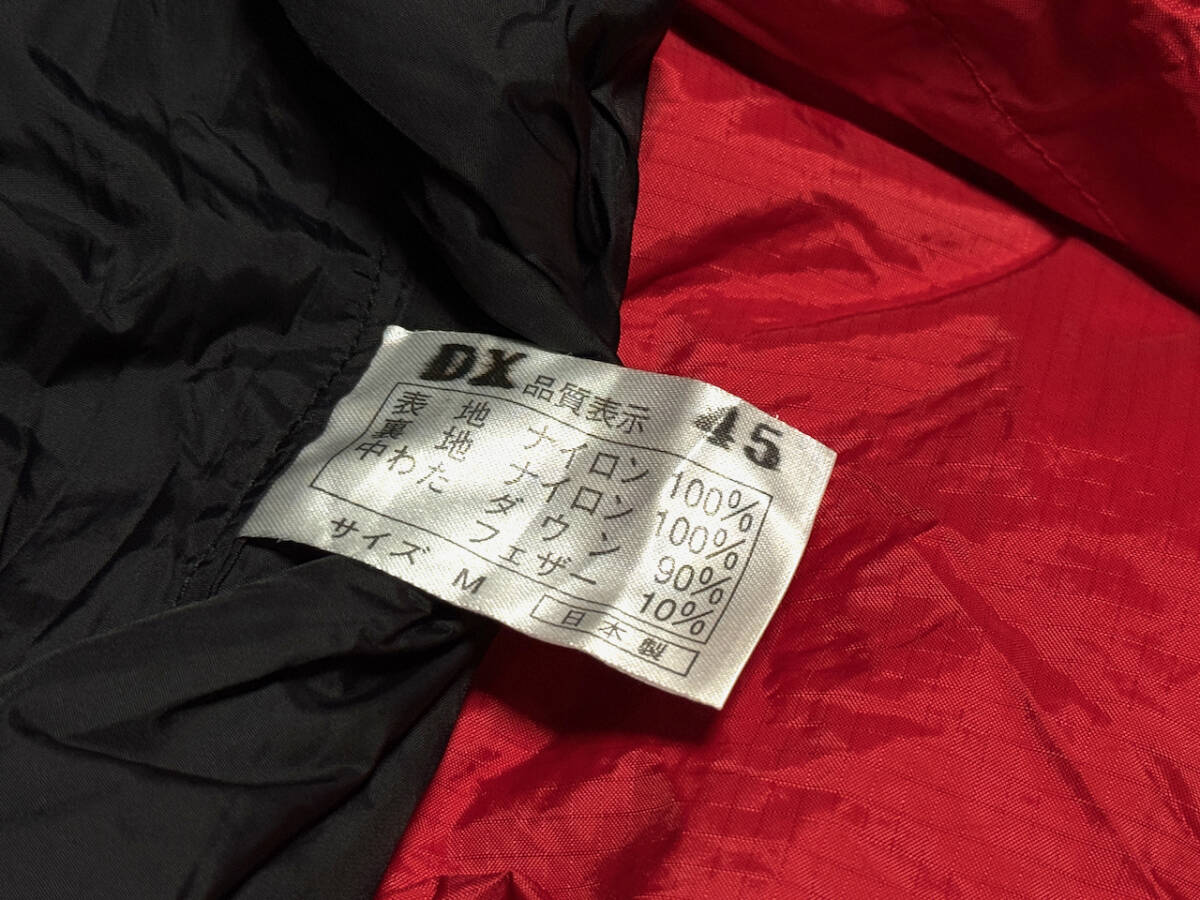 DX 品質表示 45
表地 ナイロン 100%
裏地 ナイロン 100%
中わた ダウン 90%
フェザー 10%
サイズ M 日本製